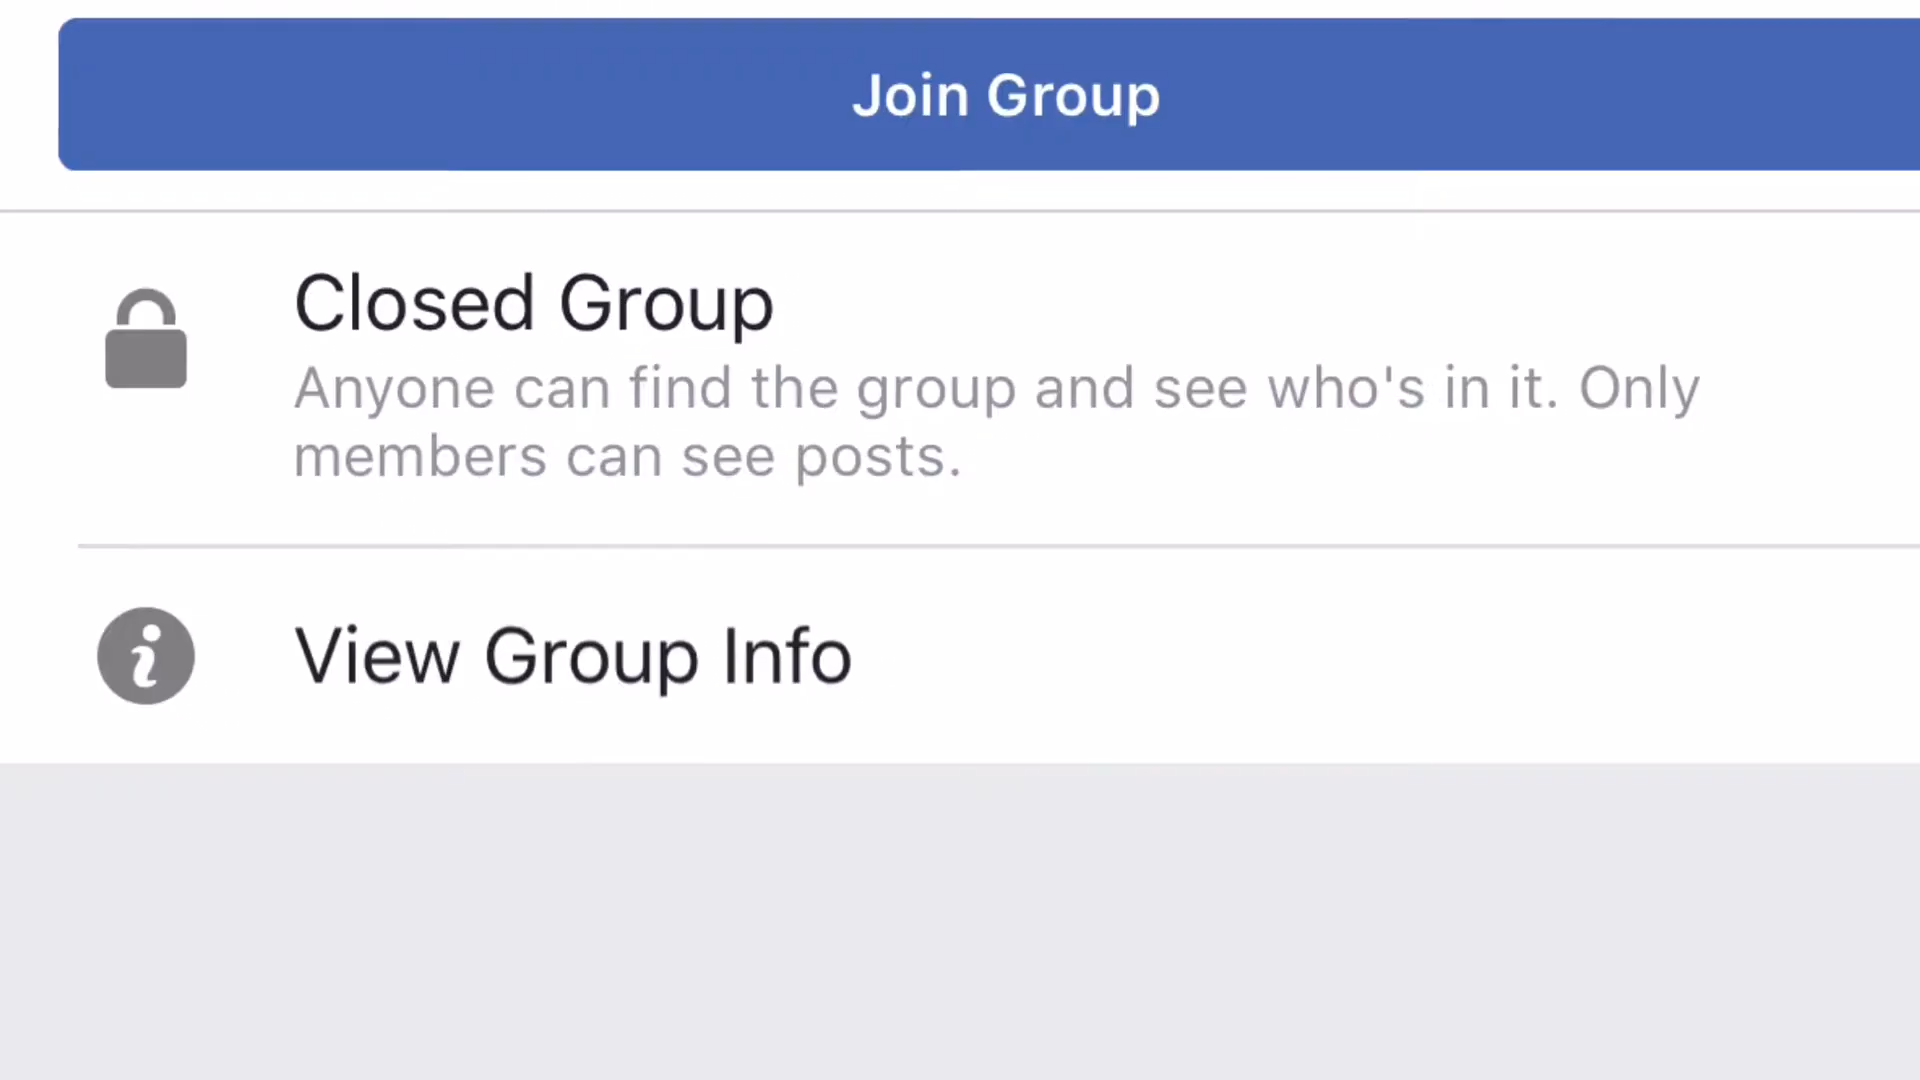 Join Group
Closed Group
Anyone can find the group and see who's in it. Only
members can see posts.
View Group Info